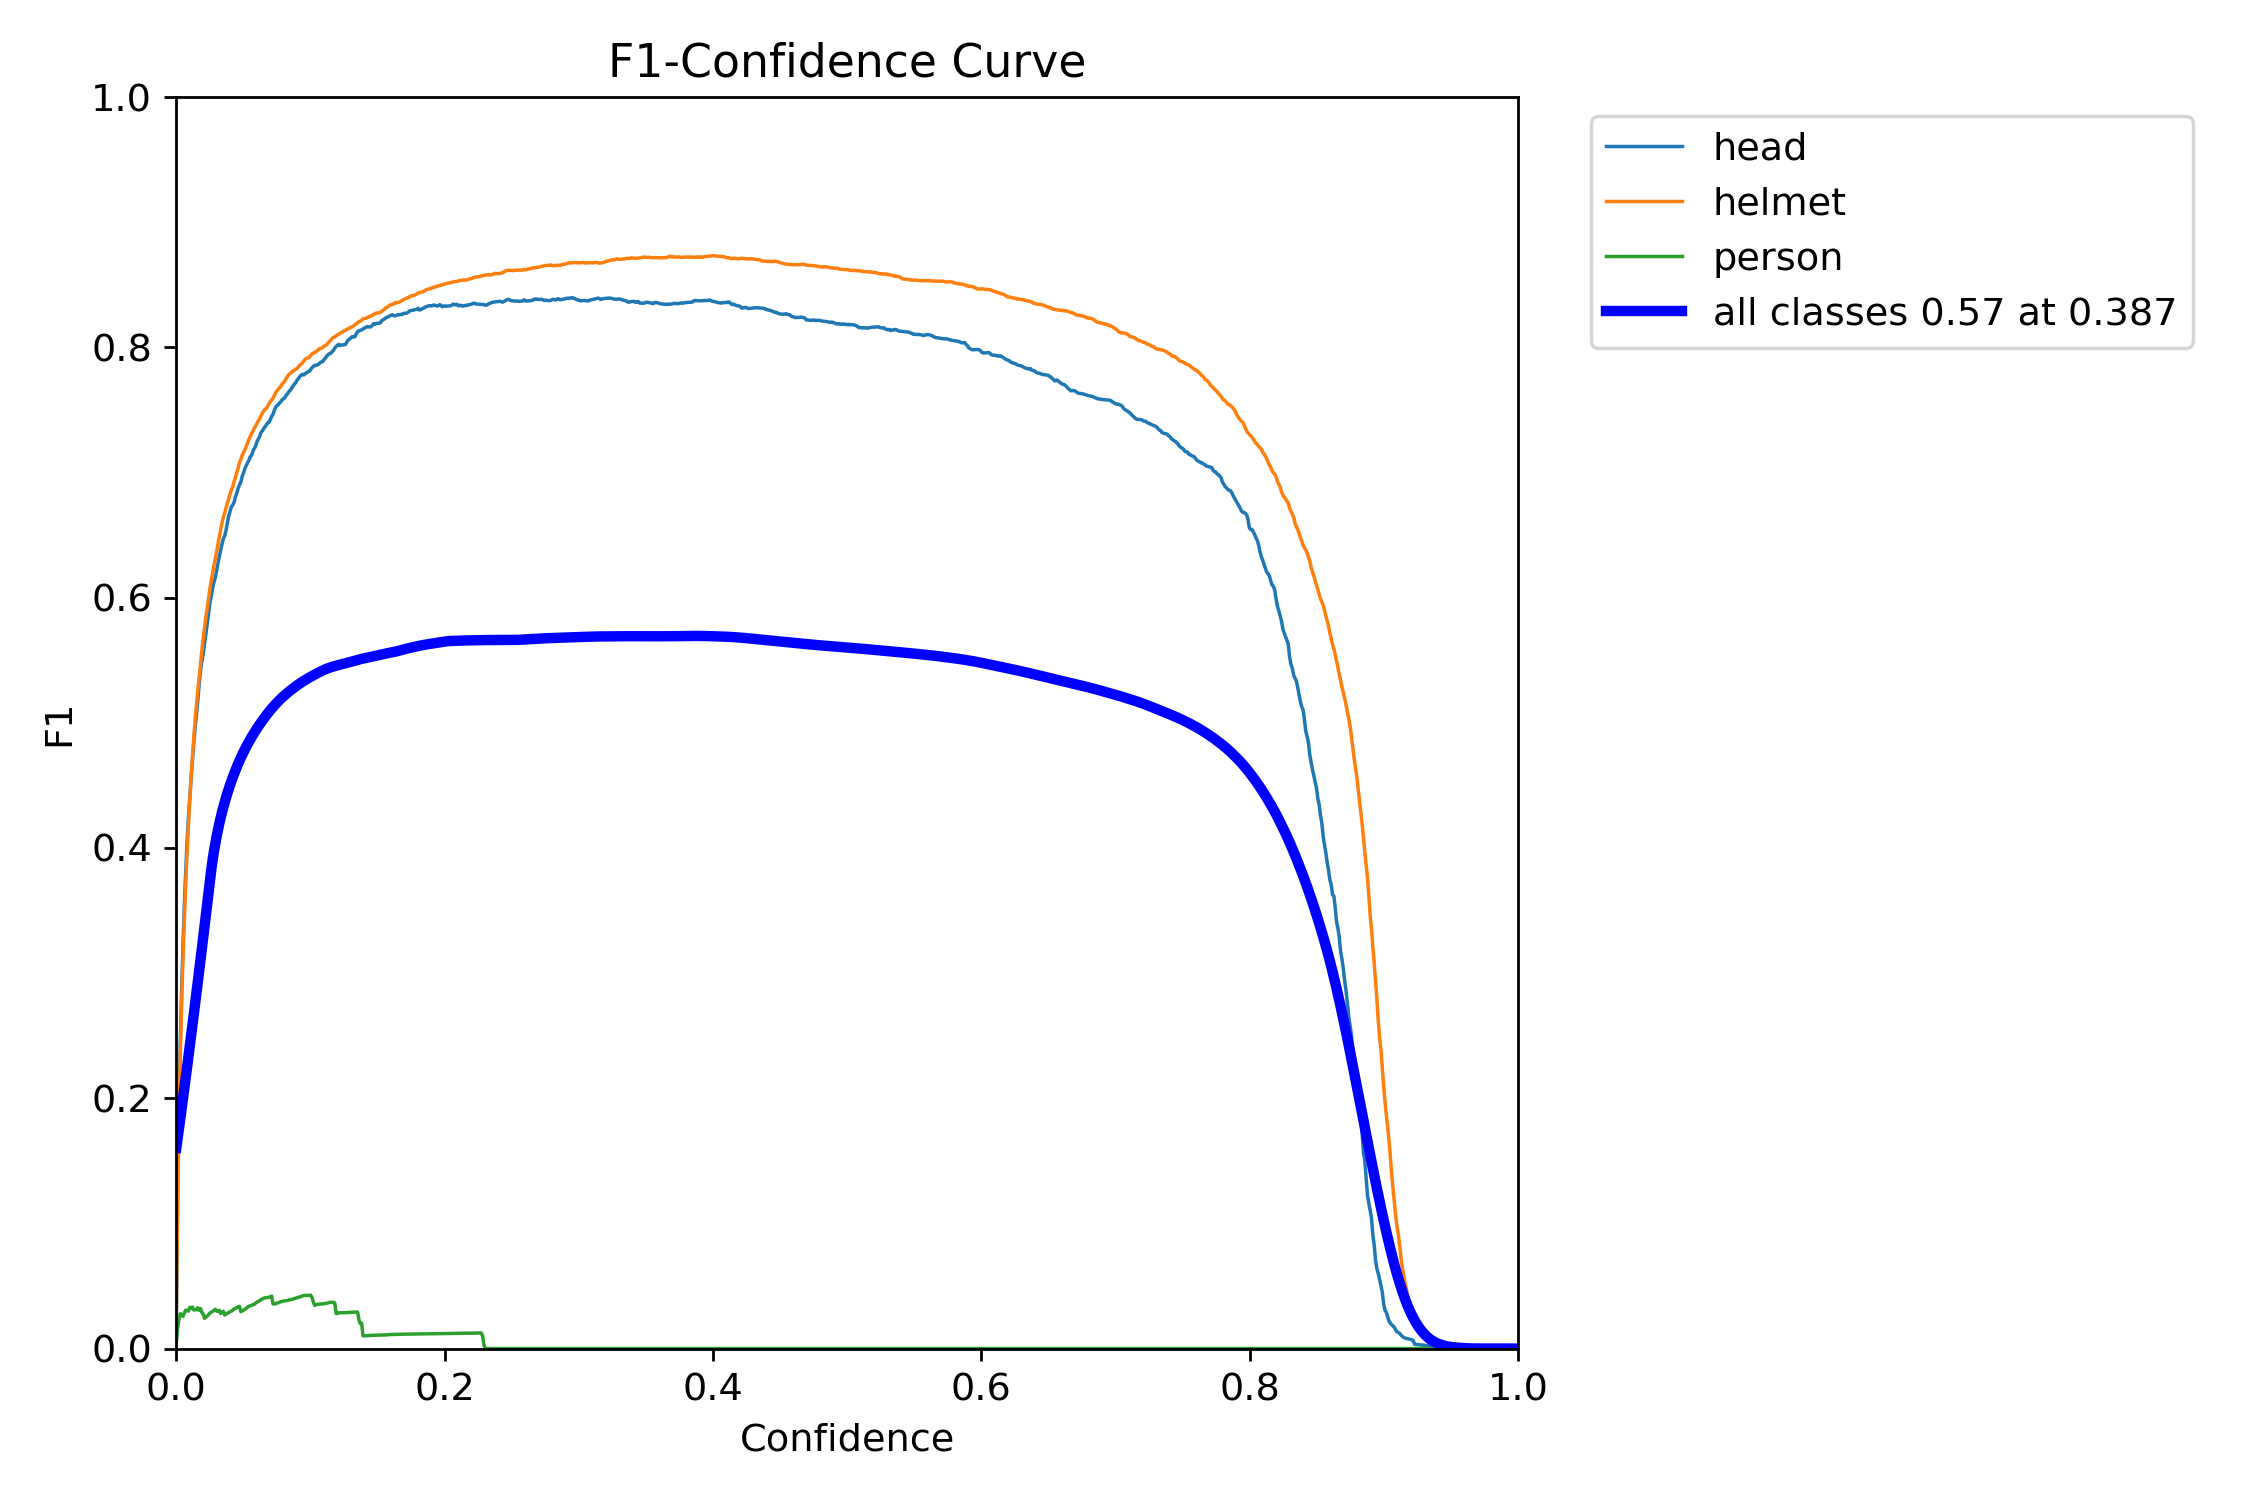 F1-Confidence Curve
1.0
0.8
0.6
0.4
0.2
0.0
F1
0.0 0.2 0.4 0.6 0.8 1.0
Confidence
head
helmet
person
all classes 0.57 at 0.387